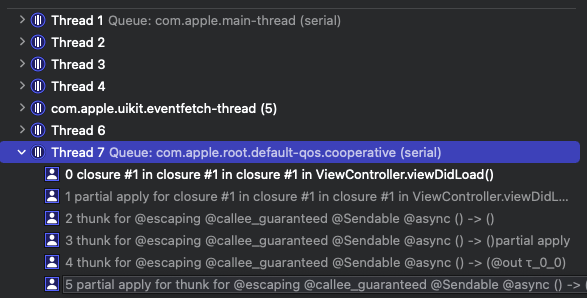 Thread 1 Queue: com.apple.main-thread (serial)
Thread 2
Thread 3
Thread 4
com.apple.uikit.eventfetch-thread (5)
Thread 6
Thread 7 Queue: com.apple.root.default-qos.cooperative (serial)
0 closure #1 in closure #1 in closure #1 in ViewController.viewDidLoad()
1 partial apply for closure #1 in closure #1 in closure #1 in ViewController.viewDidL...
2 thunk for @escaping @callee_guaranteed @Sendable @async () -> ()
3 thunk for @escaping @callee_guaranteed @Sendable @async () -> ()partial apply
4 thunk for @escaping @callee_guaranteed @Sendable @async () -> (@out τ_0_0)
5 partial apply for thunk for @escaping @callee_guaranteed @Sendable @async () ->